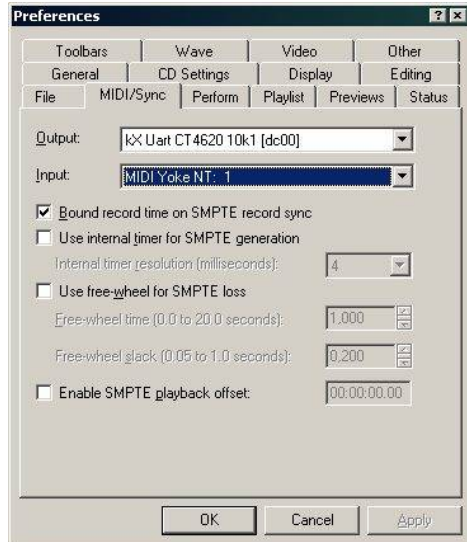 Preferences
Toolbars Wave Video Other
General CD Settings Display Editing
File MIDI/Sync Perform Playlist Previews Status
Output: kX Uart CT4620 10k1 [dc00]
Input: MIDI Yoke NT: 1
Bound record time on SMPTE record sync
Use internal timer for SMPTE generation
Internal timer resolution (milliseconds): 4
Use free-wheel for SMPTE loss
Free-wheel time (0.0 to 20.0 seconds): 1,000
Free-wheel slack (0.05 to 1.0 seconds): 0,200
Enable SMPTE playback offset: 00:00:00.00
OK Cancel Apply